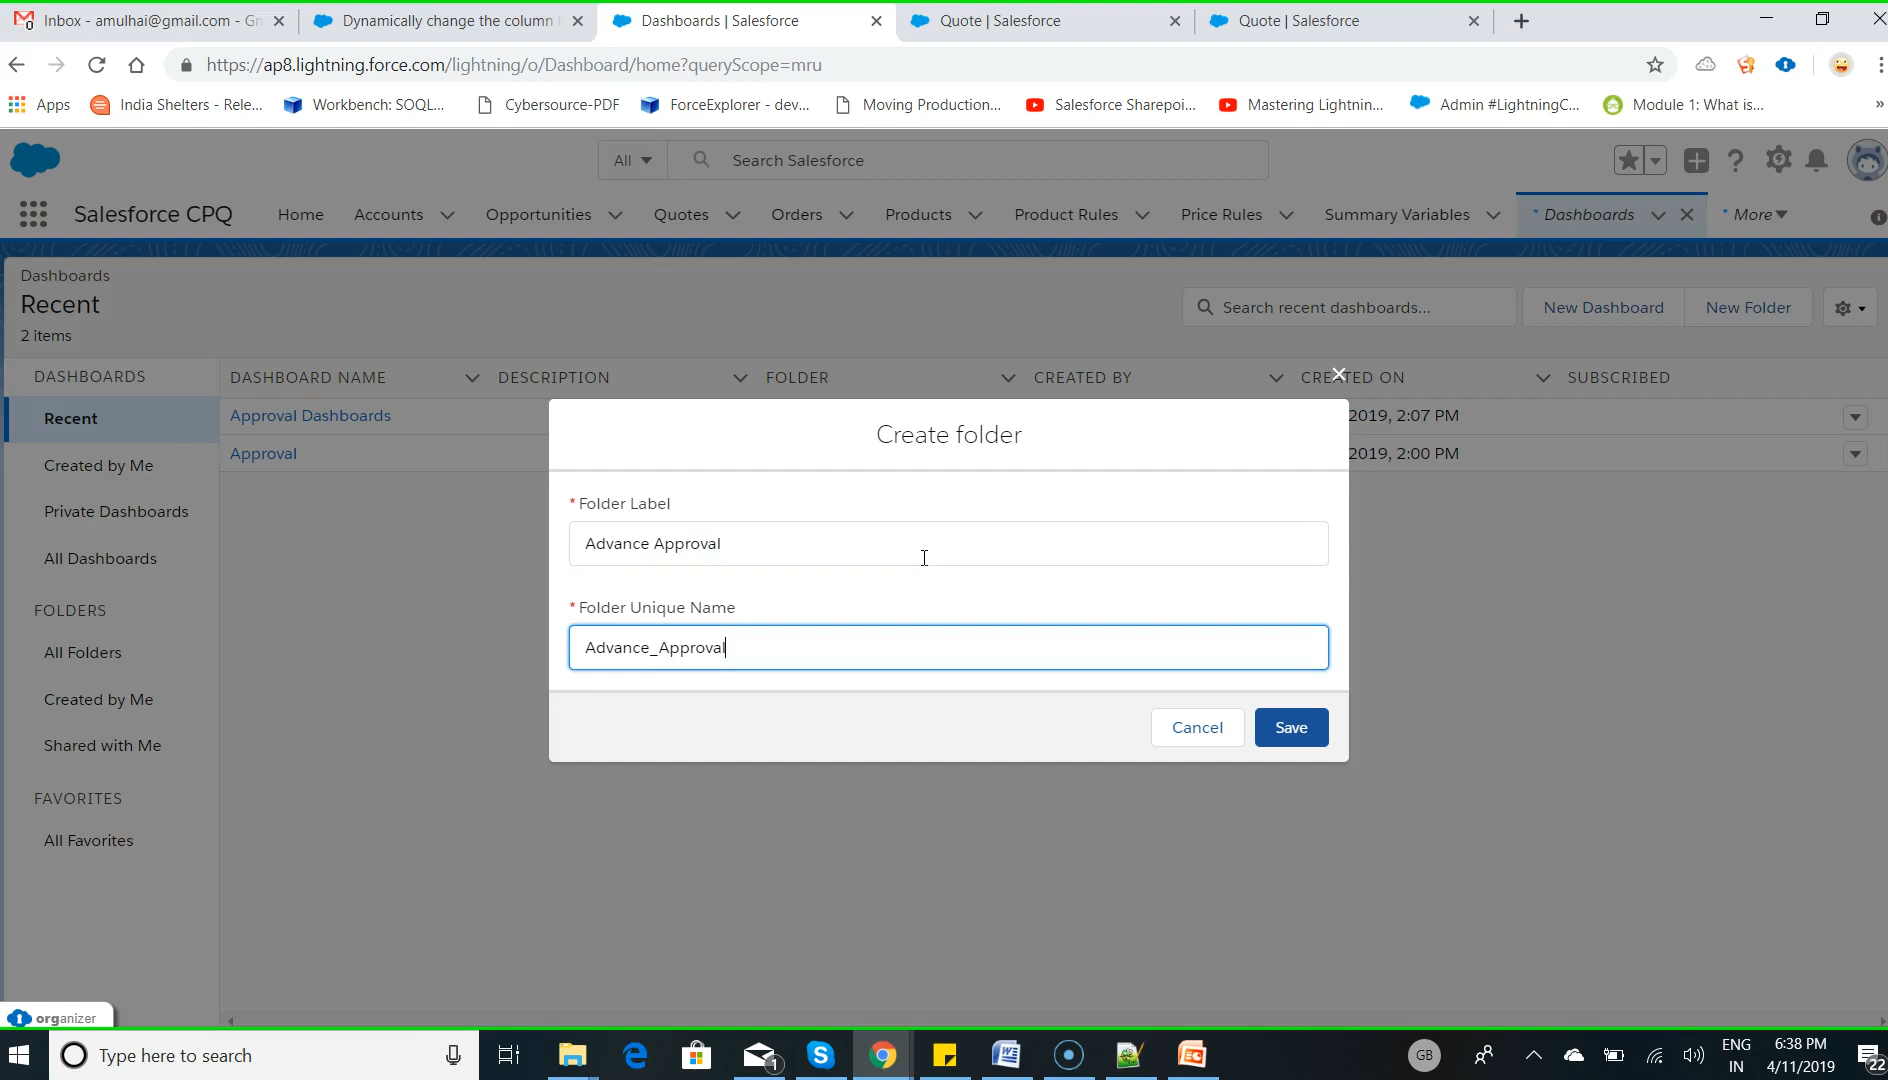 Inbox - amulhai@gmail.com - Gm
Dynamically change the column
Dashboards | Salesforce
Quote | Salesforce
Quote | Salesforce
https://ap8.lightning.force.com/lightning/o/Dashboard/home?queryScope=mru
Apps
India Shelters - Rele...
Workbench: SOQL...
Cybersource-PDF
ForceExplorer - dev...
Moving Production...
Salesforce Sharepoi...
Mastering Lightnin...
Admin #LightningC...
Module 1: What is...
»
All
Search Salesforce
Salesforce CPQ
Home
Accounts
Opportunities
Quotes
Orders
Products
Product Rules
Price Rules
Summary Variables
* Dashboards
* More
Dashboards
Recent
2 items
Search recent dashboards...
New Dashboard
New Folder
DASHBOARDS
DASHBOARD NAME
DESCRIPTION
FOLDER
CREATED BY
CREATED ON
SUBSCRIBED
Recent
Approval Dashboards
2019, 2:07 PM
Approval
2019, 2:00 PM
Created by Me
Private Dashboards
All Dashboards
FOLDERS
All Folders
Created by Me
Shared with Me
FAVORITES
All Favorites
Create folder
* Folder Label
Advance Approval
* Folder Unique Name
Advance_Approval
Cancel
Save
organizer
Type here to search
1
GB
ENG
IN
6:38 PM
4/11/2019
22